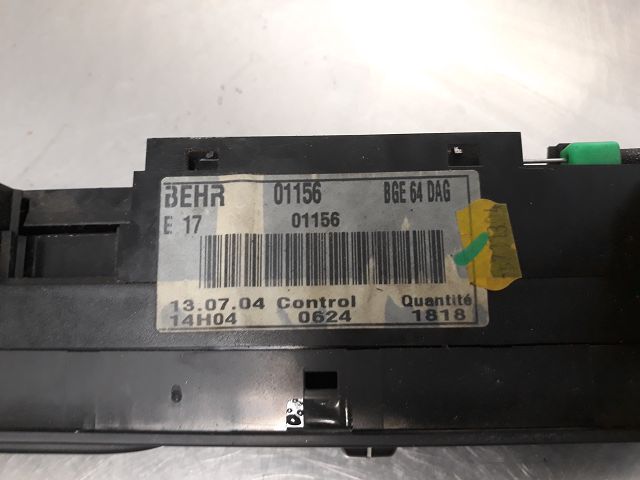 BEHR 01156 BGE 64 DAG
E 17 01156
13.07.04 Control Quantité
14H04 0624 1818